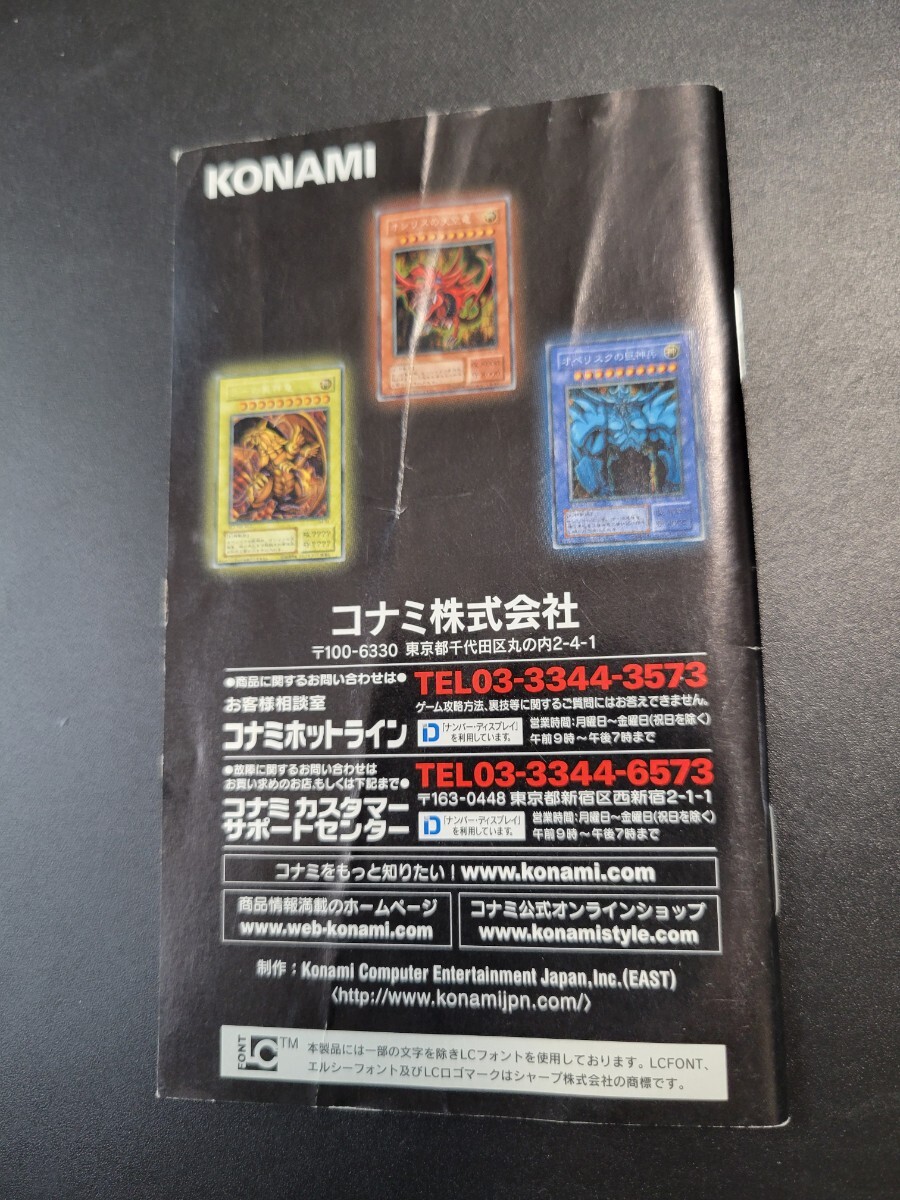 KONAMI
オシリスの天空竜
オベリスクの巨神兵
コナミ株式会社
〒100-6330 東京都千代田区丸の内2-4-1
●商品に関するお問い合わせは●
TEL03-3344-3573
お客様相談室
ゲーム攻略方法、裏技等に関するご質問にはお答えできません。
コナミホットライン
D
「ナンバー・ディスプレイ」
を利用しています。
営業時間:月曜日〜金曜日(祝日を除く)
午前9時〜午後7時まで
●故障に関するお問い合わせは
お買い求めのお店、もしくは下記まで●
TEL03-3344-6573
〒163-0448 東京都新宿区西新宿2-1-1
コナミ カスタマー
サポートセンター
D
「ナンバー・ディスプレイ」
を利用しています。
営業時間:月曜日〜金曜日(祝日を除く)
午前9時〜午後7時まで
コナミをもっと知りたい！www.konami.com
商品情報満載のホームページ
www.web-konami.com
コナミ公式オンラインショップ
www.konamistyle.com
制作：Konami Computer Entertainment Japan,Inc.(EAST)
〈http://www.konamijpn.com/〉
FONT LC TM
本製品には一部の文字を除きLCフォントを使用しております。LCFONT、
エルシーフォント及びLCロゴマークはシャープ株式会社の商標です。